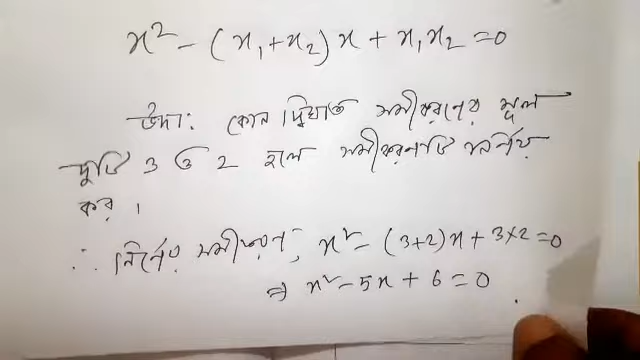 x² - (x₁+x₂)x + x₁x₂ = 0
উদা: কোন দ্বিঘাত সমীকরণের মূল
দুটি 3 ও 2 হলে সমীকরণটি নির্ণয়
কর।
∴ নির্ণেয় সমীকরণ, x² - (3+2)x + 3×2 = 0
⇒ x² - 5x + 6 = 0